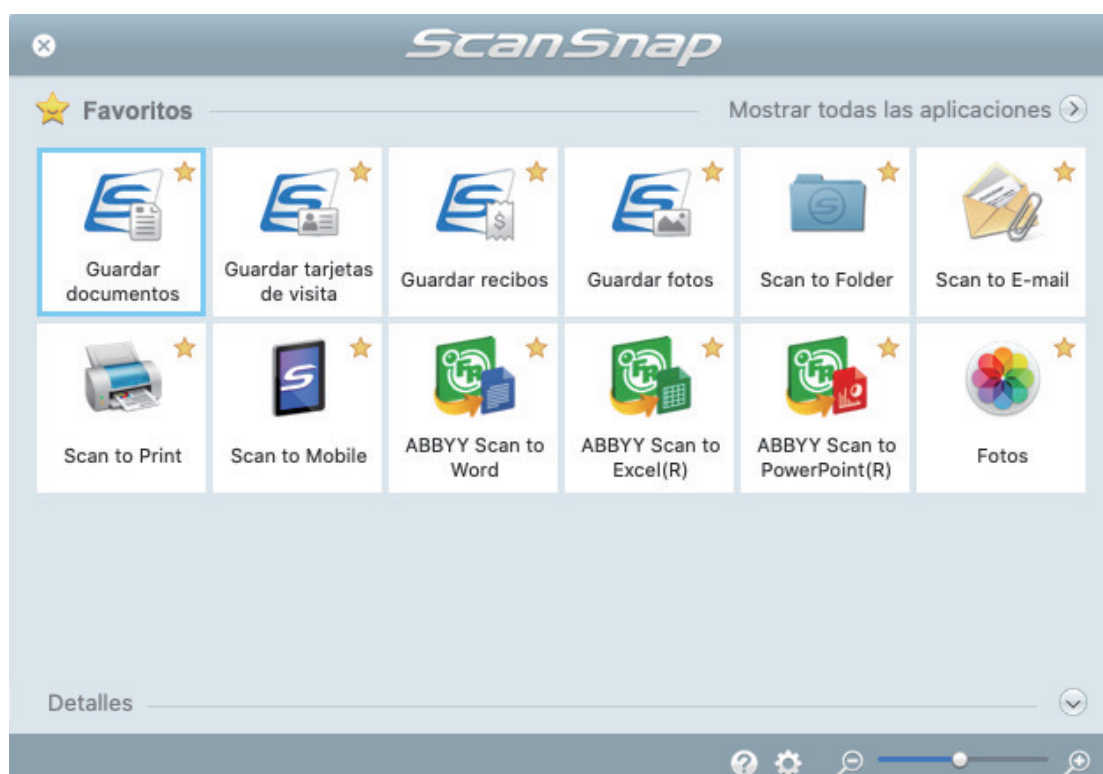 ScanSnap
Favoritos
Mostrar todas las aplicaciones
Guardar
documentos
Guardar tarjetas
de visita
Guardar recibos
Guardar fotos
Scan to Folder
Scan to E-mail
Scan to Print
Scan to Mobile
ABBYY Scan to
Word
ABBYY Scan to
Excel(R)
ABBYY Scan to
PowerPoint(R)
Fotos
Detalles